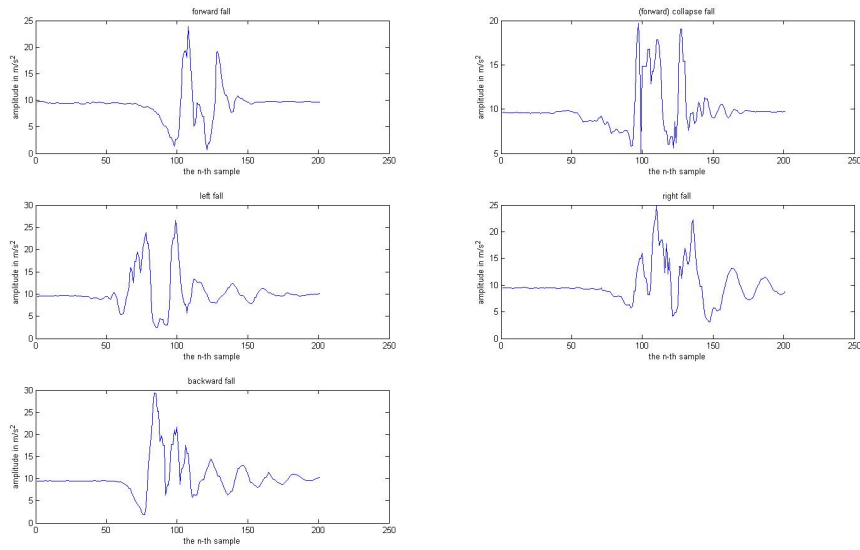 forward fall
25
20
15
10
5
0
amplitude in m/s²
0 50 100 150 200 250
the n-th sample
(forward) collapse fall
20
15
10
5
amplitude in m/s²
0 50 100 150 200 250
the n-th sample
left fall
30
25
20
15
10
5
0
amplitude in m/s²
0 50 100 150 200 250
the n-th sample
right fall
25
20
15
10
5
0
amplitude in m/s²
0 50 100 150 200 250
the n-th sample
backward fall
30
25
20
15
10
5
0
amplitude in m/s²
0 50 100 150 200 250
the n-th sample